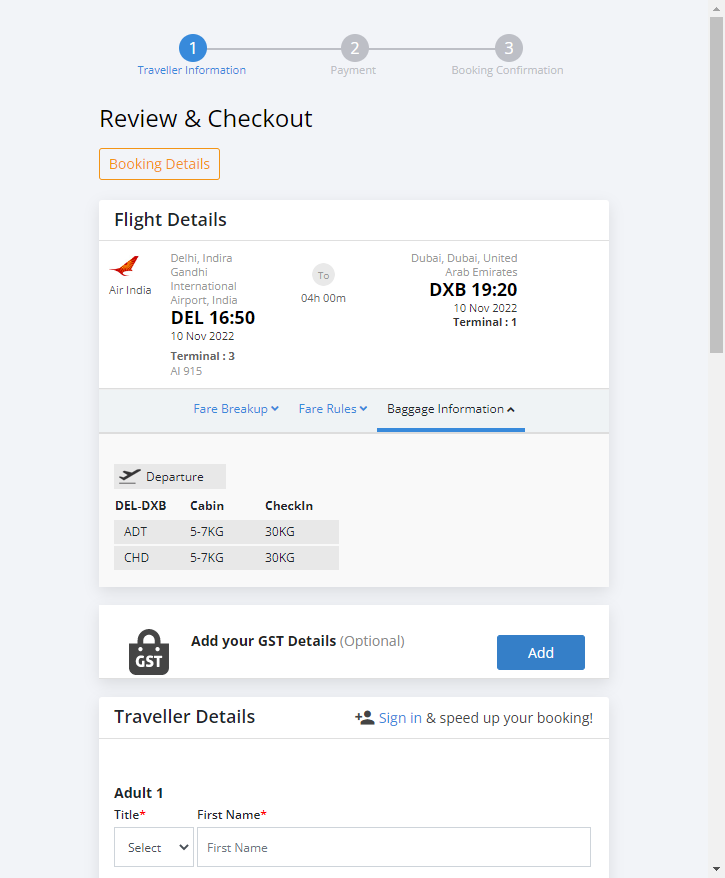 1 2 3
Traveller Information Payment Booking Confirmation
Review & Checkout
Booking Details
Flight Details
Air India
Delhi, Indira
Gandhi
International
Airport, India
DEL 16:50
10 Nov 2022
Terminal : 3
AI 915
To
04h 00m
Dubai, Dubai, United
Arab Emirates
DXB 19:20
10 Nov 2022
Terminal : 1
Fare Breakup Fare Rules Baggage Information
Departure
DEL-DXB Cabin CheckIn
ADT 5-7KG 30KG
CHD 5-7KG 30KG
GST
Add your GST Details (Optional)
Add
Traveller Details
Sign in & speed up your booking!
Adult 1
Title* First Name*
Select First Name